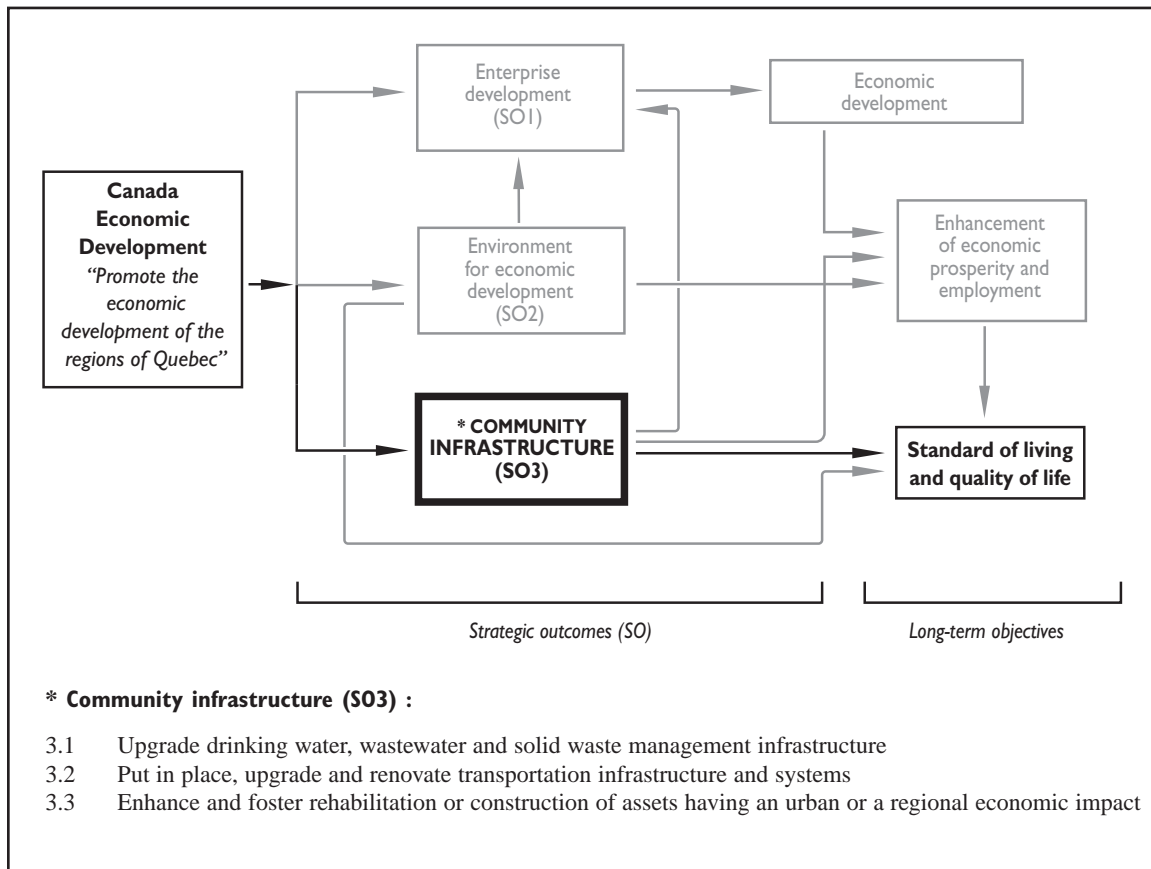 Enterprise
development
(SO1)
Economic
development
Canada
Economic
Development
“Promote the
economic
development of the
regions of Quebec”
Environment
for economic
development
(SO2)
Enhancement
of economic
prosperity and
employment
* COMMUNITY
INFRASTRUCTURE
(SO3)
Standard of living
and quality of life
Strategic outcomes (SO)
Long-term objectives
* Community infrastructure (S03) :
3.1 Upgrade drinking water, wastewater and solid waste management infrastructure
3.2 Put in place, upgrade and renovate transportation infrastructure and systems
3.3 Enhance and foster rehabilitation or construction of assets having an urban or a regional economic impact